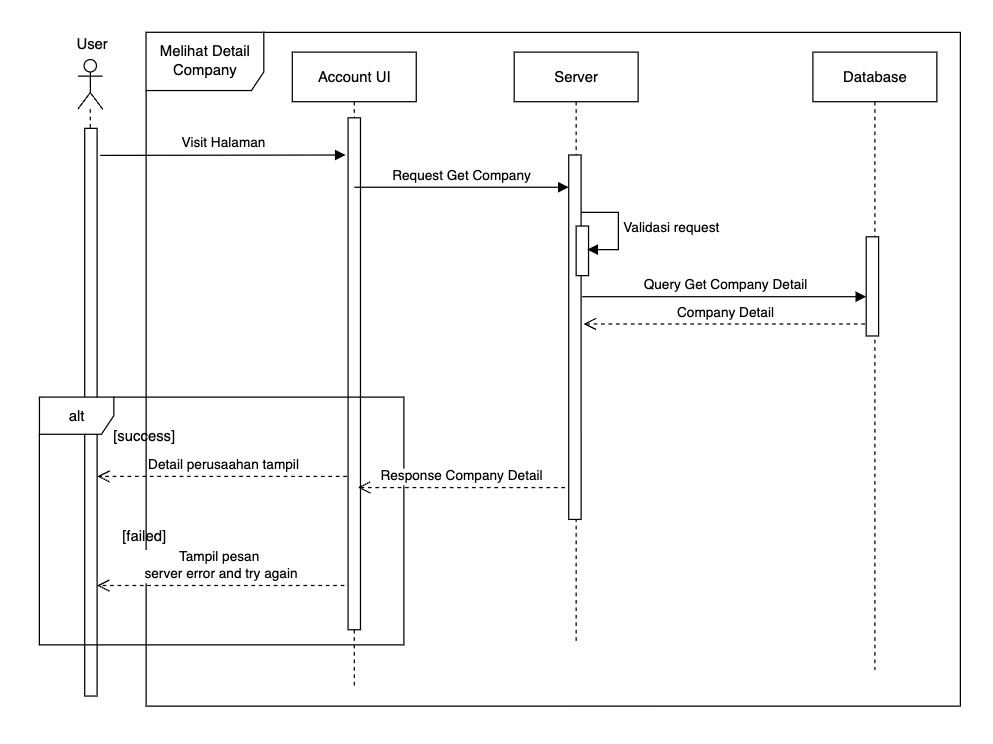 User
Melihat Detail
Company
Account UI
Server
Database
Visit Halaman
Request Get Company
Validasi request
Query Get Company Detail
Company Detail
alt
[success]
Detail perusaahan tampil
Response Company Detail
[failed]
Tampil pesan
server error and try again